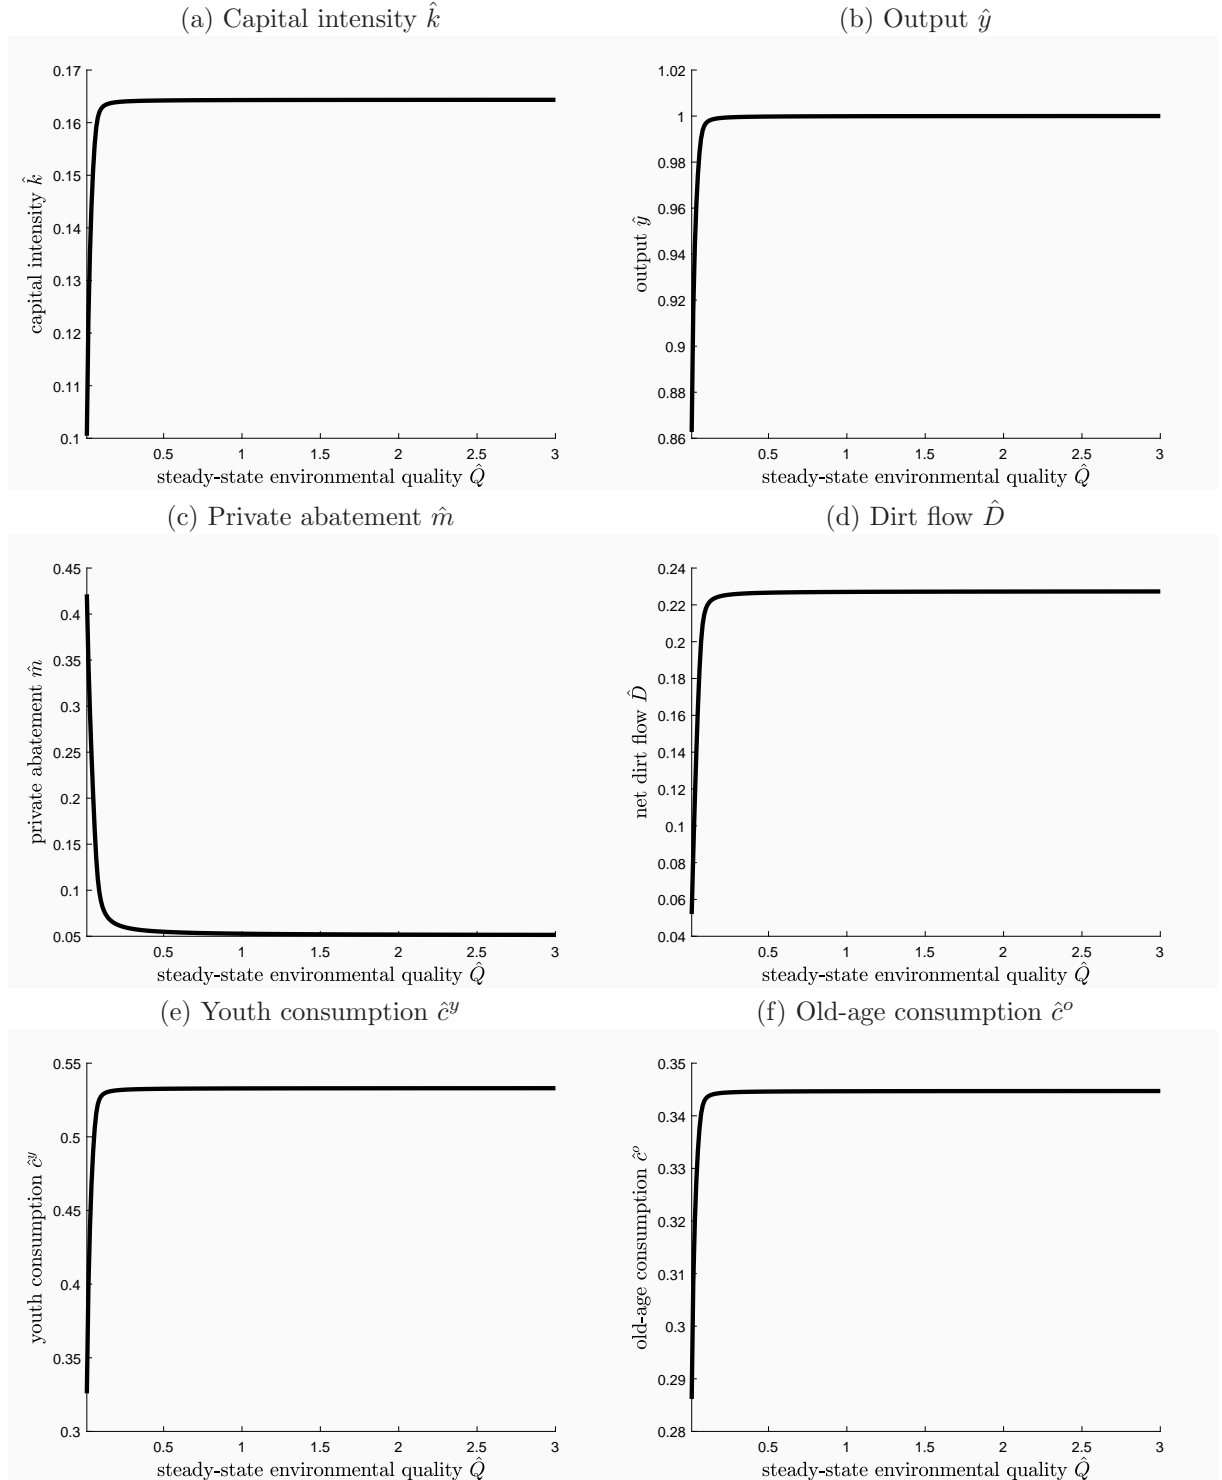 (a) Capital intensity k̂
(b) Output ŷ
0.17
0.16
0.15
0.14
0.13
0.12
0.11
0.1
capital intensity k̂
0.5 1 1.5 2 2.5 3
steady-state environmental quality Q̂
1.02
1
0.98
0.96
0.94
0.92
0.9
0.88
0.86
output ŷ
0.5 1 1.5 2 2.5 3
steady-state environmental quality Q̂
(c) Private abatement m̂
(d) Dirt flow D̂
0.45
0.4
0.35
0.3
0.25
0.2
0.15
0.1
0.05
private abatement m̂
0.5 1 1.5 2 2.5 3
steady-state environmental quality Q̂
0.24
0.22
0.2
0.18
0.16
0.14
0.12
0.1
0.08
0.06
0.04
net dirt flow D̂
0.5 1 1.5 2 2.5 3
steady-state environmental quality Q̂
(e) Youth consumption ĉʸ
(f) Old-age consumption ĉᵒ
0.55
0.5
0.45
0.4
0.35
0.3
youth consumption ĉʸ
0.5 1 1.5 2 2.5 3
steady-state environmental quality Q̂
0.35
0.34
0.33
0.32
0.31
0.3
0.29
0.28
old-age consumption ĉᵒ
0.5 1 1.5 2 2.5 3
steady-state environmental quality Q̂